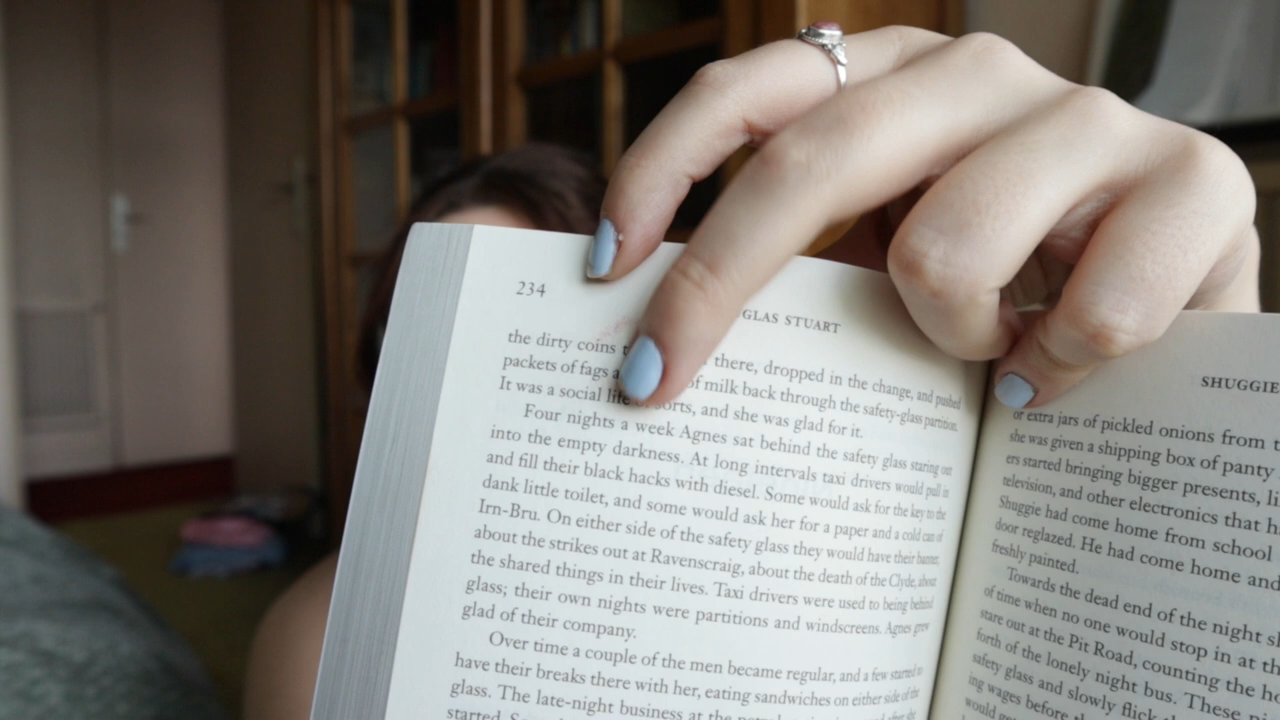 234
GLAS STUART
the dirty coins there, dropped in the change, and pushed
packets of fags of milk back through the safety-glass partition.
It was a social life sorts, and she was glad for it.
Four nights a week Agnes sat behind the safety glass staring out
into the empty darkness. At long intervals taxi drivers would pull in
and fill their black hacks with diesel. Some would ask for the key to the
dank little toilet, and some would ask her for a paper and a cold can of
Irn-Bru. On either side of the safety glass they would have their banter,
about the strikes out at Ravenscraig, about the death of the Clyde, about
the shared things in their lives. Taxi drivers were used to being behind
glass; their own nights were partitions and windscreens. Agnes grew
glad of their company.
Over time a couple of the men became regular, and a few started to
have their breaks there with her, eating sandwiches on either side of the
glass. The late-night business at the
started.
SHUGGIE
or extra jars of pickled onions from
she was given a shipping box of panty
ers started bringing bigger presents,
television, and other electronics that
Shuggie had come home from school
door reglazed. He had come home and
freshly painted.
Towards the dead end of the night
of time when no one would stop in at
stare out at the Pit Road, counting the
forth of the lonely night bus. These
safety glass and slowly flick
ing wages before
would